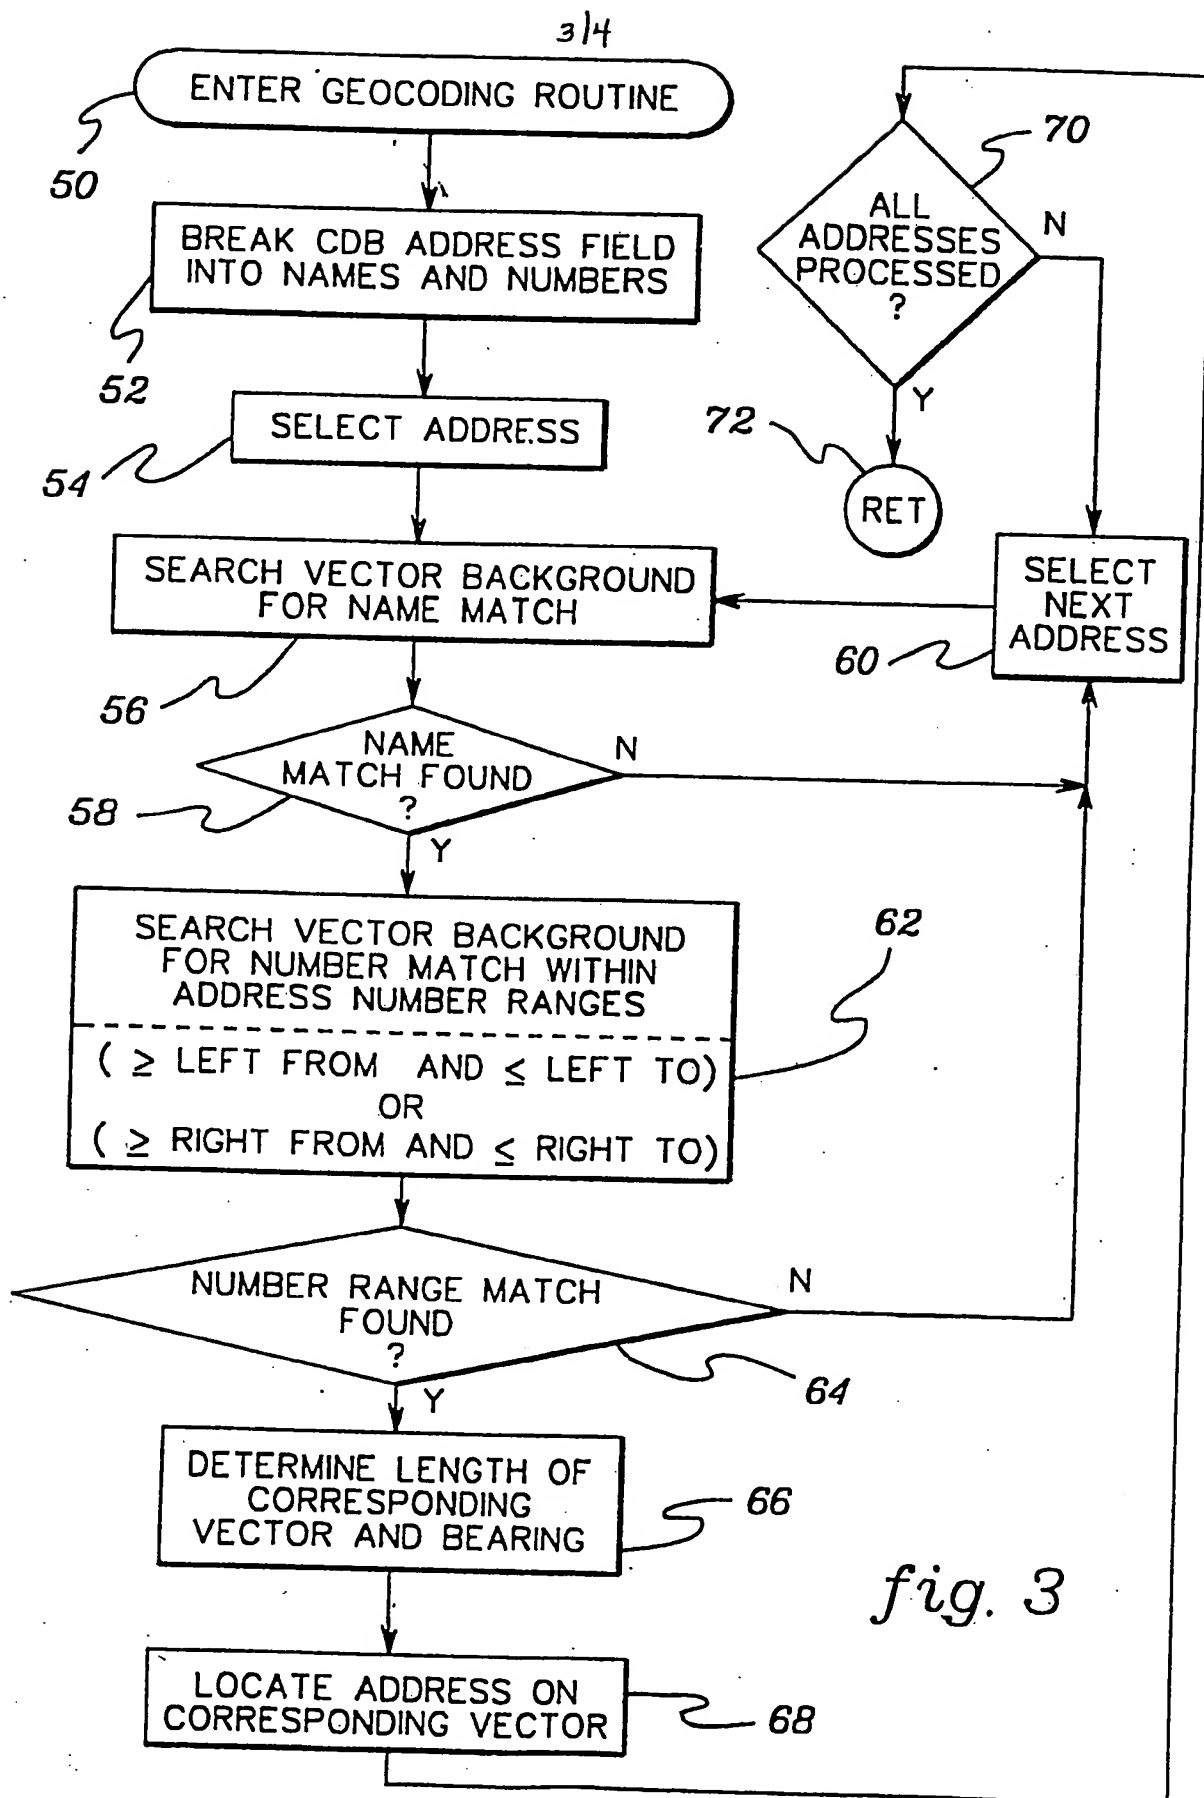 3/4
ENTER GEOCODING ROUTINE
50
BREAK CDB ADDRESS FIELD
INTO NAMES AND NUMBERS
52
SELECT ADDRESS
54
SEARCH VECTOR BACKGROUND
FOR NAME MATCH
56
NAME
MATCH FOUND
?
58
N
Y
SEARCH VECTOR BACKGROUND
FOR NUMBER MATCH WITHIN
ADDRESS NUMBER RANGES
( ≥ LEFT FROM AND ≤ LEFT TO)
OR
( ≥ RIGHT FROM AND ≤ RIGHT TO)
62
NUMBER RANGE MATCH
FOUND
?
N
64
Y
DETERMINE LENGTH OF
CORRESPONDING
VECTOR AND BEARING
66
LOCATE ADDRESS ON
CORRESPONDING VECTOR
68
70
ALL
ADDRESSES
PROCESSED
?
N
Y
72
RET
SELECT
NEXT
ADDRESS
60
fig. 3